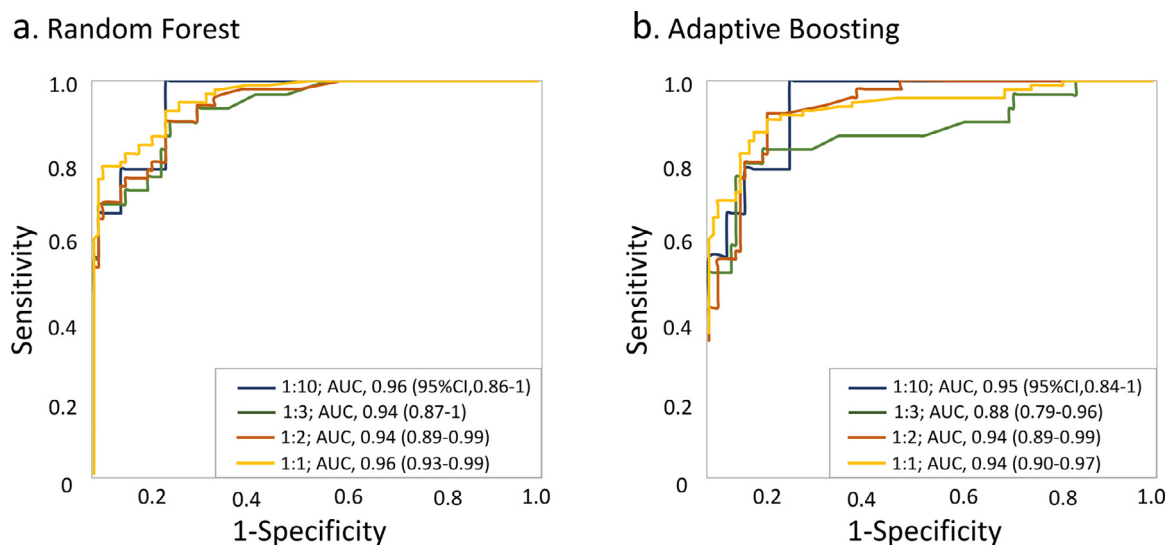 a. Random Forest
1.0
0.8
0.6
0.4
0.2
0
Sensitivity
1:10; AUC, 0.96 (95%CI,0.86-1)
1:3; AUC, 0.94 (0.87-1)
1:2; AUC, 0.94 (0.89-0.99)
1:1; AUC, 0.96 (0.93-0.99)
0.2 0.4 0.6 0.8 1.0
1-Specificity
b. Adaptive Boosting
1.0
0.8
0.6
0.4
0.2
0
Sensitivity
1:10; AUC, 0.95 (95%CI,0.84-1)
1:3; AUC, 0.88 (0.79-0.96)
1:2; AUC, 0.94 (0.89-0.99)
1:1; AUC, 0.94 (0.90-0.97)
0.2 0.4 0.6 0.8 1.0
1-Specificity